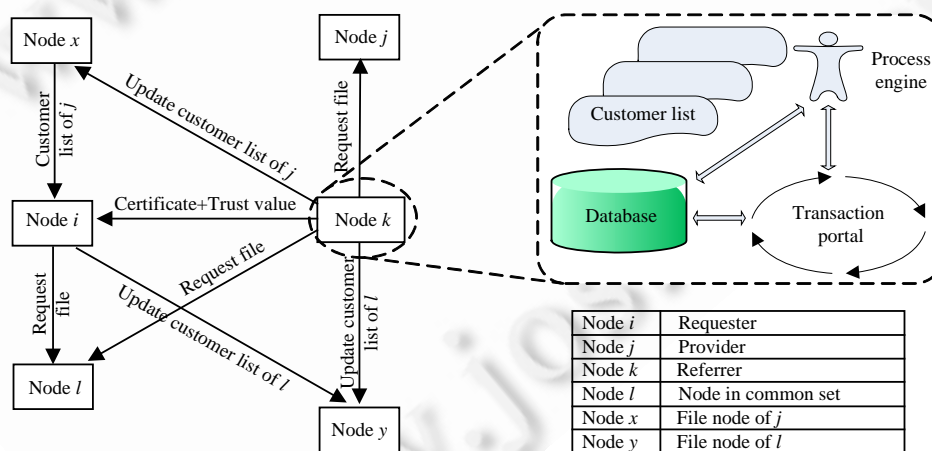 Node x
Node j
Update customer list of j
Customer
list of j
Request file
Process
engine
Customer list
Node i
Certificate+Trust value
Node k
Database
Transaction
portal
Request
file
Request file
Update customer list of l
Update customer
list of l
Node l
Node y
Node i Requester
Node j Provider
Node k Referrer
Node l Node in common set
Node x File node of j
Node y File node of l